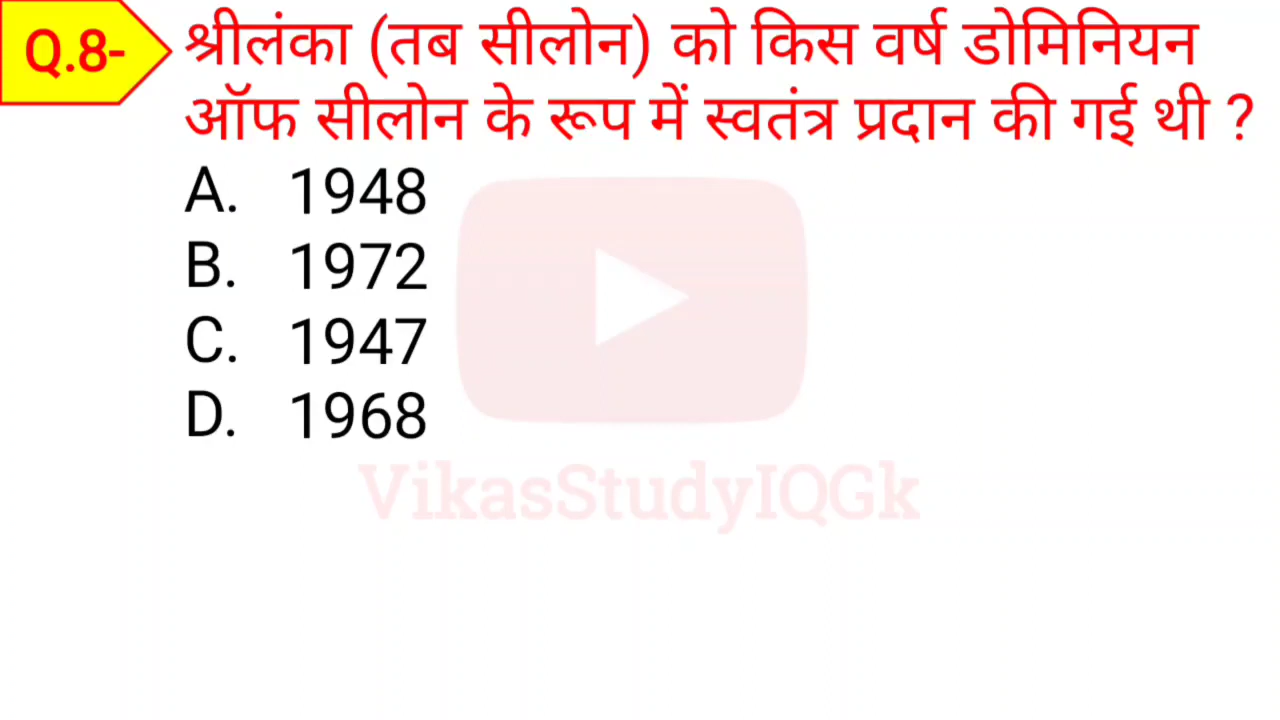 Q.8- श्रीलंका (तब सीलोन) को किस वर्ष डोमिनियन
ऑफ सीलोन के रूप में स्वतंत्र प्रदान की गई थी ?
A. 1948
B. 1972
C. 1947
D. 1968
VikasStudyIQGk